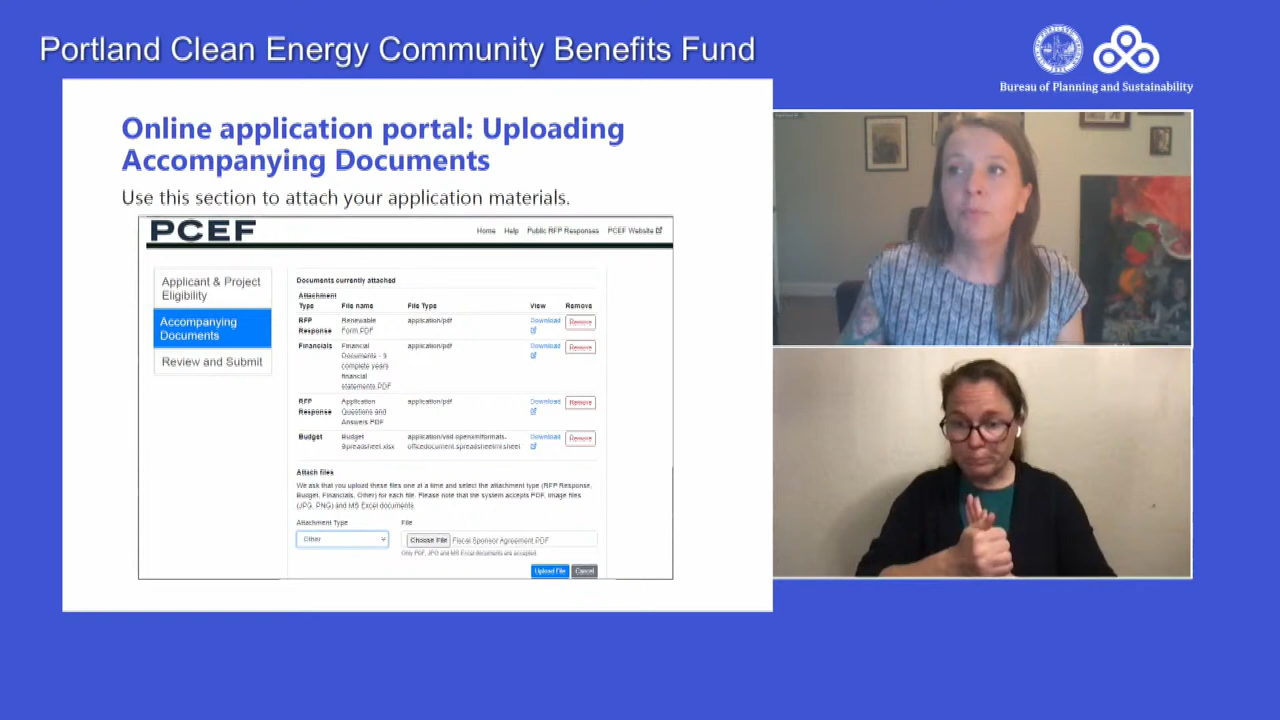 Portland Clean Energy Community Benefits Fund
Bureau of Planning and Sustainability
Online application portal: Uploading
Accompanying Documents
Use this section to attach your application materials.
PCEF
Home Help Public RFP Responses PCEF Website
Applicant & Project
Eligibility
Accompanying
Documents
Review and Submit
Documents currently attached
Attachment
Type File name File Type View Remove
RFP Renewable application/pdf Download Remove
Response Form.PDF
Financials Financial application/pdf Download Remove
Documents - 3
complete years
financial
statements.PDF
RFP Application application/pdf Download Remove
Response Questions and
Answers PDF
Budget Budget application/vnd.openxmlformats- Download Remove
Spreadsheet.xlsx officedocument.spreadsheetml.sheet
Attach files
We ask that you upload these files one at a time and select the attachment type (RFP Response,
Budget, Financials, Other) for each file. Please note that the system accepts PDF, image files
(JPG, PNG) and MS Excel documents.
Attachment Type File
Other Choose File Fiscal Sponsor Agreement.PDF
Only PDF, JPG and MS Excel documents are accepted.
Upload File Cancel